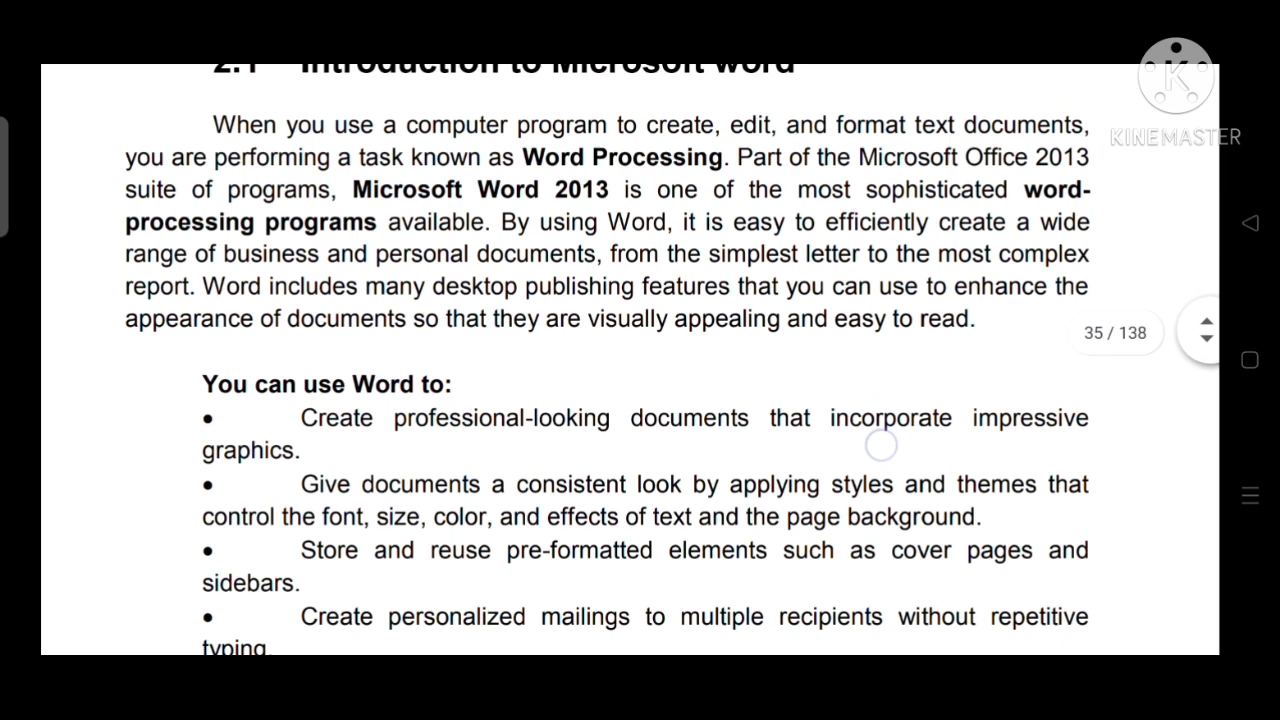 2.1 Introduction to Microsoft word
K
KINEMASTER
When you use a computer program to create, edit, and format text documents,
you are performing a task known as Word Processing. Part of the Microsoft Office 2013
suite of programs, Microsoft Word 2013 is one of the most sophisticated word-
processing programs available. By using Word, it is easy to efficiently create a wide
range of business and personal documents, from the simplest letter to the most complex
report. Word includes many desktop publishing features that you can use to enhance the
appearance of documents so that they are visually appealing and easy to read.
35 / 138
You can use Word to:
• Create professional-looking documents that incorporate impressive
graphics.
• Give documents a consistent look by applying styles and themes that
control the font, size, color, and effects of text and the page background.
• Store and reuse pre-formatted elements such as cover pages and
sidebars.
• Create personalized mailings to multiple recipients without repetitive
typing.